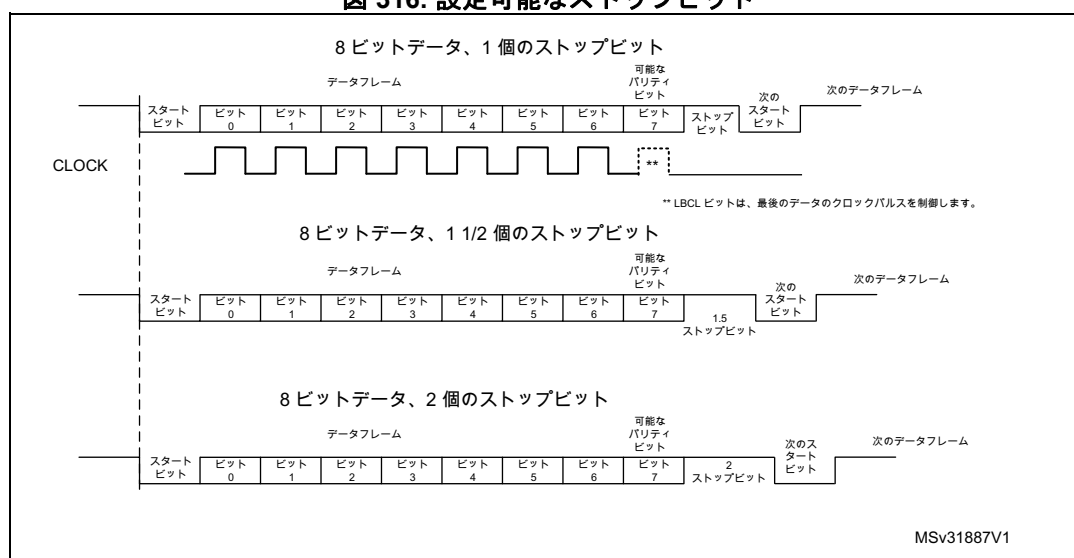 図 316. 設定可能なストップビット
8 ビットデータ、1 個のストップビット
データフレーム
可能な
パリティ
ビット
次のデータフレーム
スタート
ビット
ビット
0
ビット
1
ビット
2
ビット
3
ビット
4
ビット
5
ビット
6
ビット
7
ストップ
ビット
次の
スタート
ビット
CLOCK
**
** LBCL ビットは、最後のデータのクロックパルスを制御します。
8 ビットデータ、1 1/2 個のストップビット
データフレーム
可能な
パリティ
ビット
次のデータフレーム
スタート
ビット
ビット
0
ビット
1
ビット
2
ビット
3
ビット
4
ビット
5
ビット
6
ビット
7
1.5
ストップビット
次の
スタート
ビット
8 ビットデータ、2 個のストップビット
データフレーム
可能な
パリティ
ビット
次のデータフレーム
スタート
ビット
ビット
0
ビット
1
ビット
2
ビット
3
ビット
4
ビット
5
ビット
6
ビット
7
2
ストップビット
次のス
タート
ビット
MSv31887V1